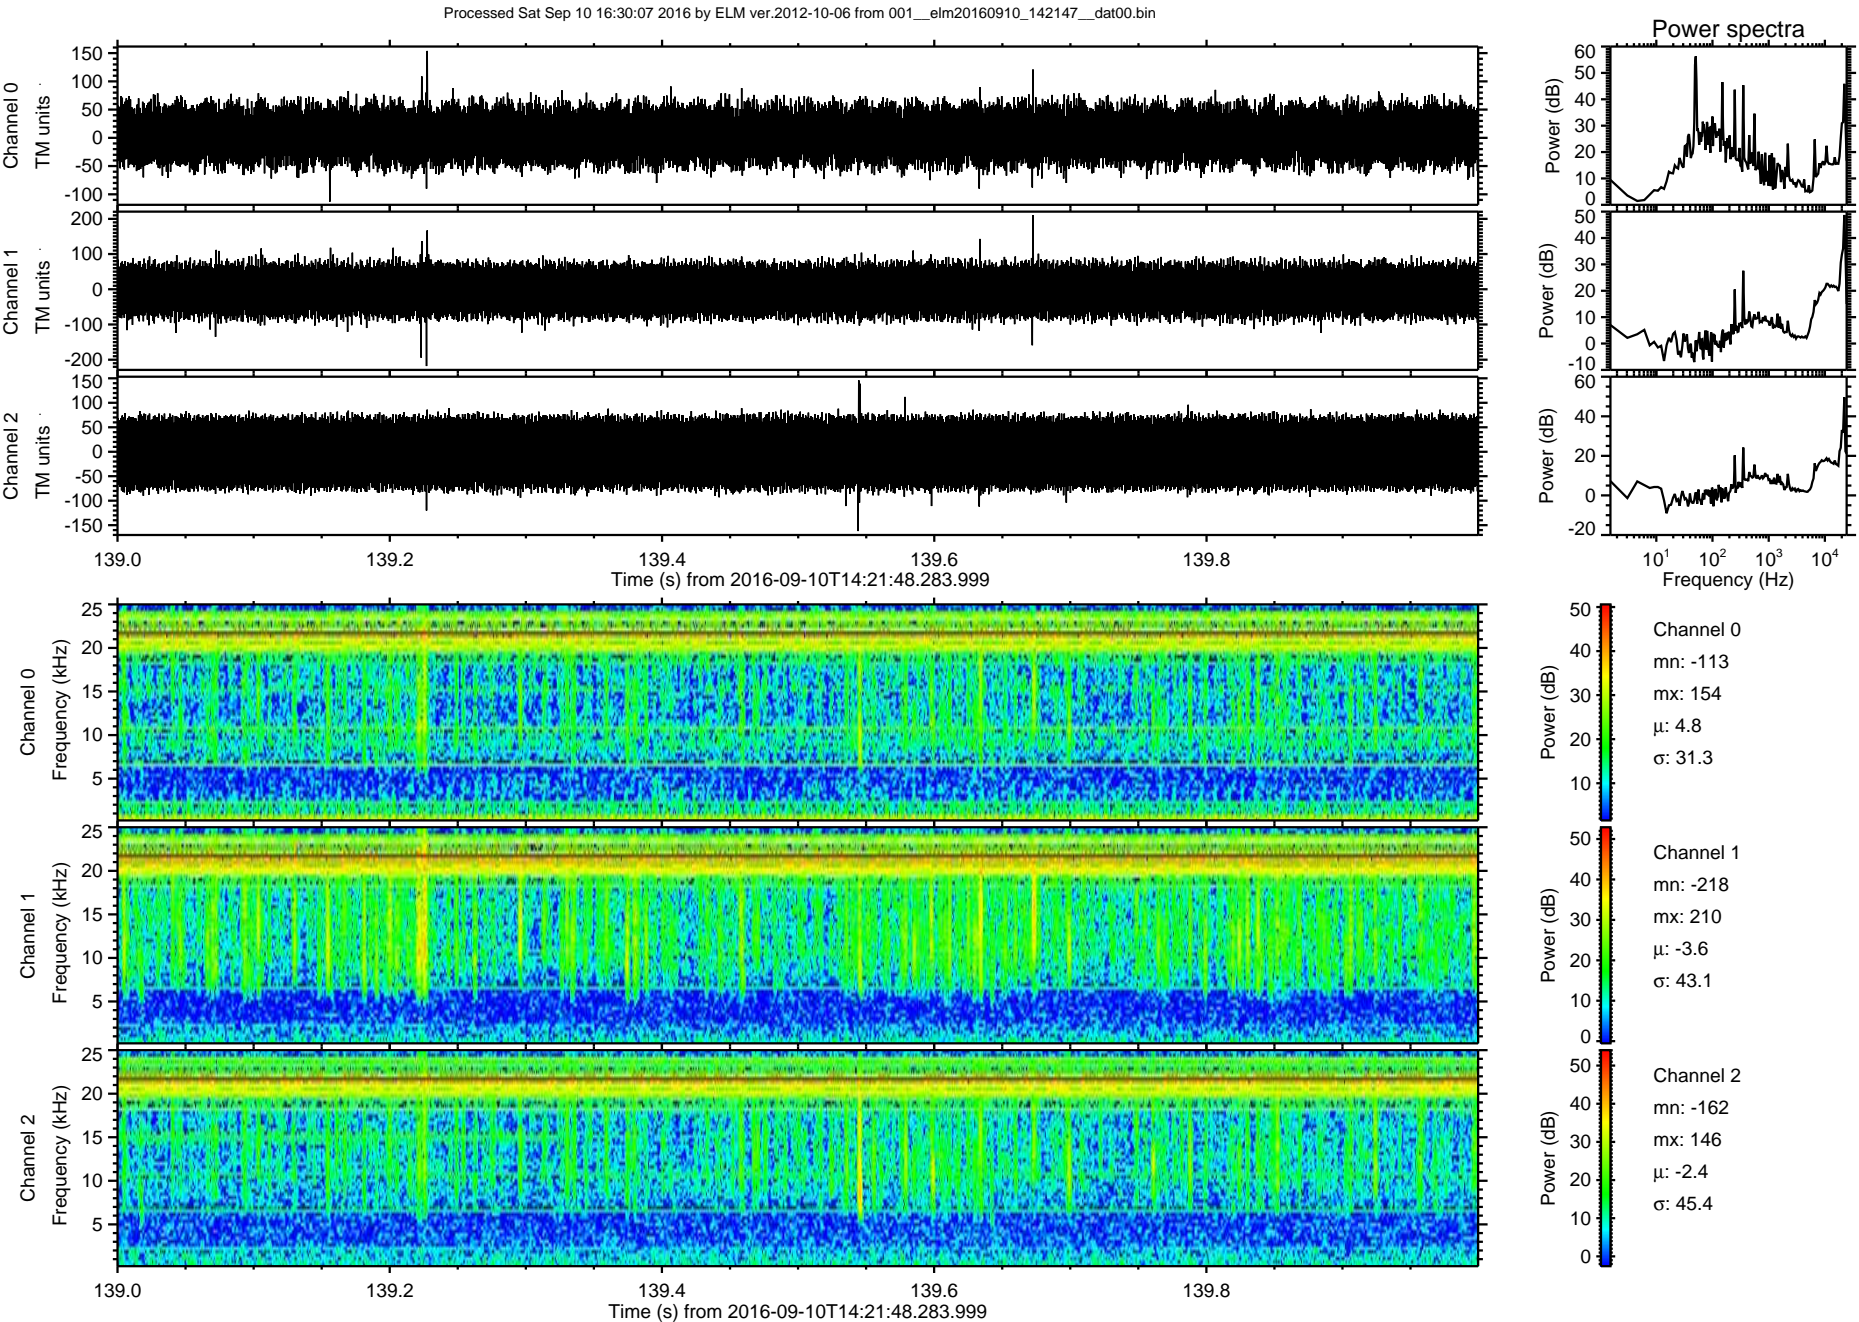 Processed Sat Sep 10 16:30:07 2016 by ELM ver.2012-10-06 from 001__elm20160910_142147__dat00.bin
Power spectra
Channel 0
TM units
150
100
50
0
-50
-100
Power (dB)
60
50
40
30
20
10
0
Channel 1
TM units
200
100
0
-100
-200
Power (dB)
50
40
30
20
10
0
-10
Channel 2
TM units
150
100
50
0
-50
-100
-150
Power (dB)
60
40
20
0
-20
139.0 139.2 139.4 139.6 139.8
Time (s) from 2016-09-10T14:21:48.283.999
10^1 10^2 10^3 10^4
Frequency (Hz)
Channel 0
Frequency (kHz)
25
20
15
10
5
Power (dB)
50
40
30
20
10
Channel 0
mn: -113
mx: 154
μ: 4.8
σ: 31.3
Channel 1
Frequency (kHz)
25
20
15
10
5
Power (dB)
50
40
30
20
10
0
Channel 1
mn: -218
mx: 210
μ: -3.6
σ: 43.1
Channel 2
Frequency (kHz)
25
20
15
10
5
Power (dB)
50
40
30
20
10
0
Channel 2
mn: -162
mx: 146
μ: -2.4
σ: 45.4
139.0 139.2 139.4 139.6 139.8
Time (s) from 2016-09-10T14:21:48.283.999